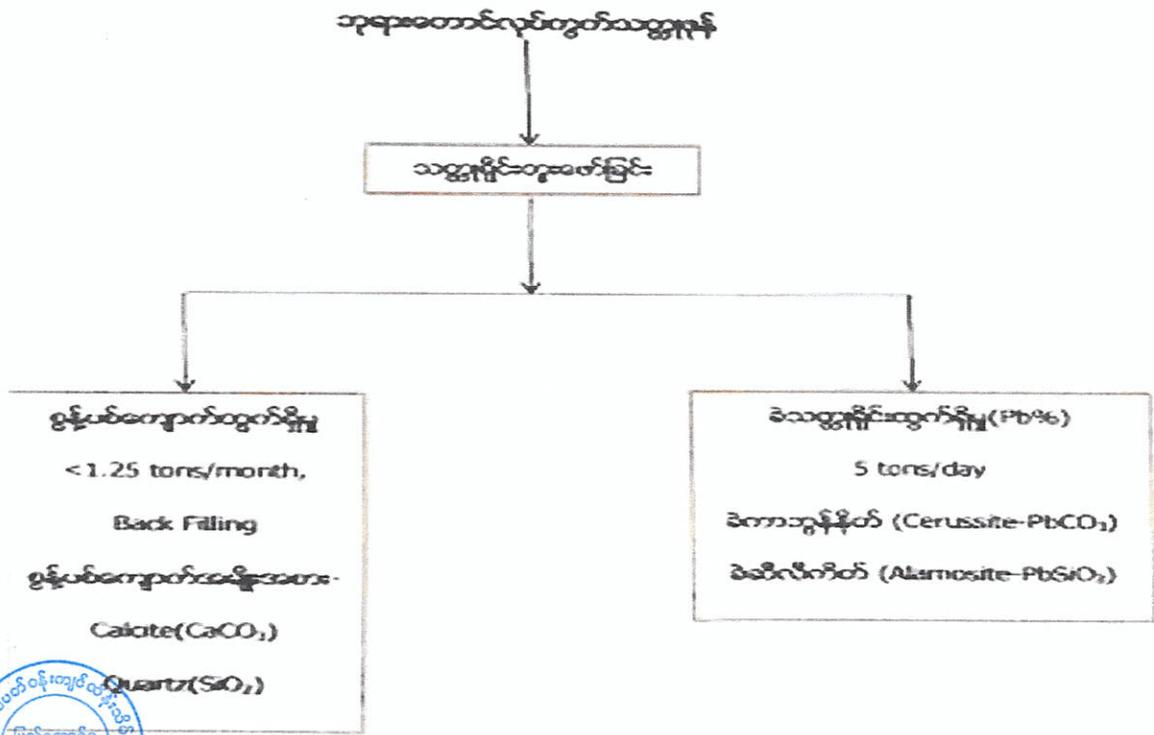 ဘုရားတောင်လုပ်ကွက်သတ္တုဇုန်
သတ္တုရိုင်းတူးဖော်ခြင်း
စွန့်ပစ်ကျောက်ထွက်ရှိမှု
<1.25 tons/month,
Back Filling
စွန့်ပစ်ကျောက်အမျိုးအစား-
Calcite(CaCO₃)
Quartz(SiO₂)
ခဲသတ္တုရိုင်းထွက်ရှိမှု(Pb%)
5 tons/day
ခဲကာဘွန်နိတ် (Cerussite-PbCO₃)
ခဲဆီလီကိတ် (Alamosite-PbSiO₃)